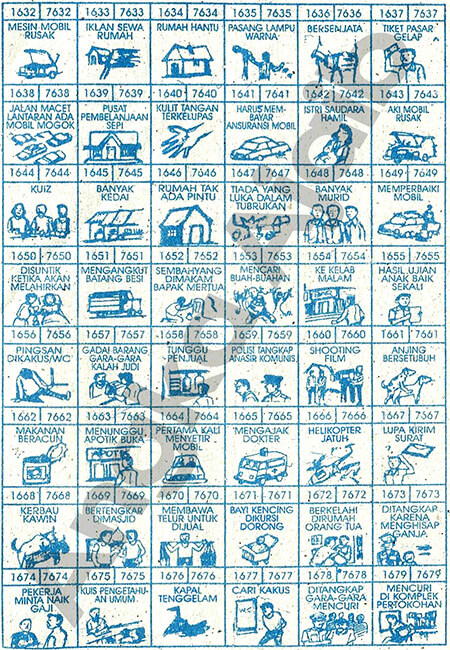 1632 7632
MESIN MOBIL
RUSAK
1633 7633
IKLAN SEWA
RUMAH
1634 7634
RUMAH HANTU
1635 7635
PASANG LAMPU
WARNA
1636 7636
BERSENJATA
1637 7637
TIKET PASAR
GELAP
1638 7638
JALAN MACET
LANTARAN ADA
MOBIL MOGOK
1639 7639
PUSAT
PEMBELANJAAN
SEPI
1640 7640
KULIT TANGAN
TERKELUPAS
1641 7641
HARUS MEM-
BAYAR
ANSURANSI MOBIL
1642 7642
ISTRI SAUDARA
HAMIL
1643 7643
AKI MOBIL
RUSAK
1644 7644
KUIZ
1645 7645
BANYAK
KEDAI
1646 7646
RUMAH TAK
ADA PINTU
1647 7647
TIADA YANG
LUKA DALAM
TUBRUKAN
1648 7648
BANYAK
MURID
1649 7649
MEMPERBAIKI
MOBIL
1650 7650
DISUNTIK
KETIKA AKAN
MELAHIRKAN
1651 7651
MENGANGKUT
BATANG BESI
1652 7652
SEMBAHYANG
DIMAKAM
BAPAK MERTUA
1653 7653
MENCARI
BUAH-BUAHAN
1654 7654
KE KELAB
MALAM
1655 7655
HASIL UJIAN
ANAK BAIK
SEKALI
1656 7656
PINGSAN
DIKAKUS/WC
1657 7657
GADAI BARANG
GARA-GARA
KALAH JUDI
1658 7658
TUNGGU
PENJUAL
1659 7659
POLISI TANGKAP
ANASIR KOMUNIS
1660 7660
SHOOTING
FILM
1661 7661
ANJING
BERSETUBUH
1662 7662
MAKANAN
BERACUN
1663 7663
MENUNGGU
APOTIK BUKA
1664 7664
PERTAMA KALI
MENYETIR
MOBIL
1665 7665
MENGAJAK
DOKTER
1666 7666
HELIKOPTER
JATUH
1667 7667
LUPA KIRIM
SURAT
1668 7668
KERBAU
KAWIN
1669 7669
BERTENGKAR
DIMASJID
1670 7670
MEMBAWA
TELUR UNTUK
DIJUAL
1671 7671
BAYI KENCING
DIKURSI
DORONG
1672 7672
BERKELAHI
DIRUMAH
ORANG TUA
1673 7673
DITANGKAP
KARENA
MENGHISAP
GANJA
1674 7674
PEKERJA
MINTA NAIK
GAJI
1675 7675
KUIS PENGETAHU-
AN UMUM
1676 7676
KAPAL
TENGGELAM
1677 7677
CARI KAKUS
WC
1678 7678
DITANGKAP
GARA-GARA
MENCURI
1679 7679
MENCURI
DI KOMPLEK
PERTOKOHAN